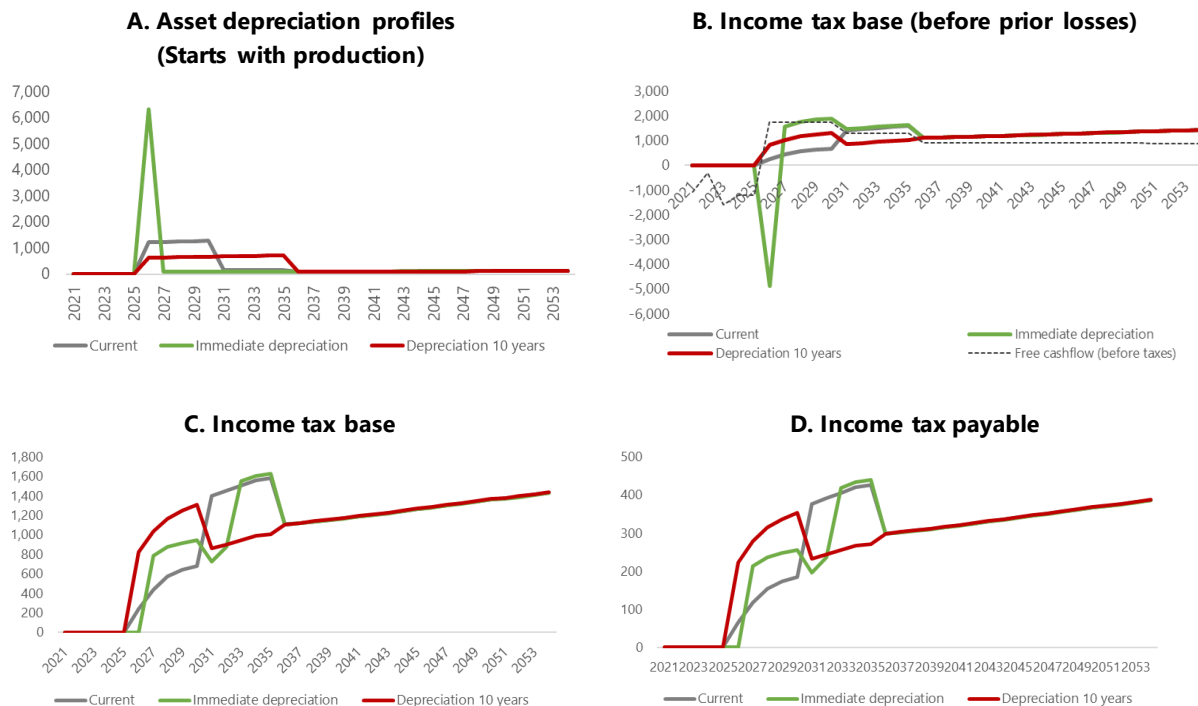 A. Asset depreciation profiles
(Starts with production)
7,000
6,000
5,000
4,000
3,000
2,000
1,000
0
2021 2023 2025 2027 2029 2031 2033 2035 2037 2039 2041 2043 2045 2047 2049 2051 2053
Current Immediate depreciation Depreciation 10 years
B. Income tax base (before prior losses)
3,000
2,000
1,000
0
-1,000
-2,000
-3,000
-4,000
-5,000
-6,000
2021 2023 2025 2027 2029 2031 2033 2035 2037 2039 2041 2043 2045 2047 2049 2051 2053
Current Immediate depreciation
Depreciation 10 years Free cashflow (before taxes)
C. Income tax base
1,800
1,600
1,400
1,200
1,000
800
600
400
200
0
2021 2023 2025 2027 2029 2031 2033 2035 2037 2039 2041 2043 2045 2047 2049 2051 2053
Current Immediate depreciation Depreciation 10 years
D. Income tax payable
500
400
300
200
100
0
2021 2023 2025 2027 2029 2031 2033 2035 2037 2039 2041 2043 2045 2047 2049 2051 2053
Current Immediate depreciation Depreciation 10 years